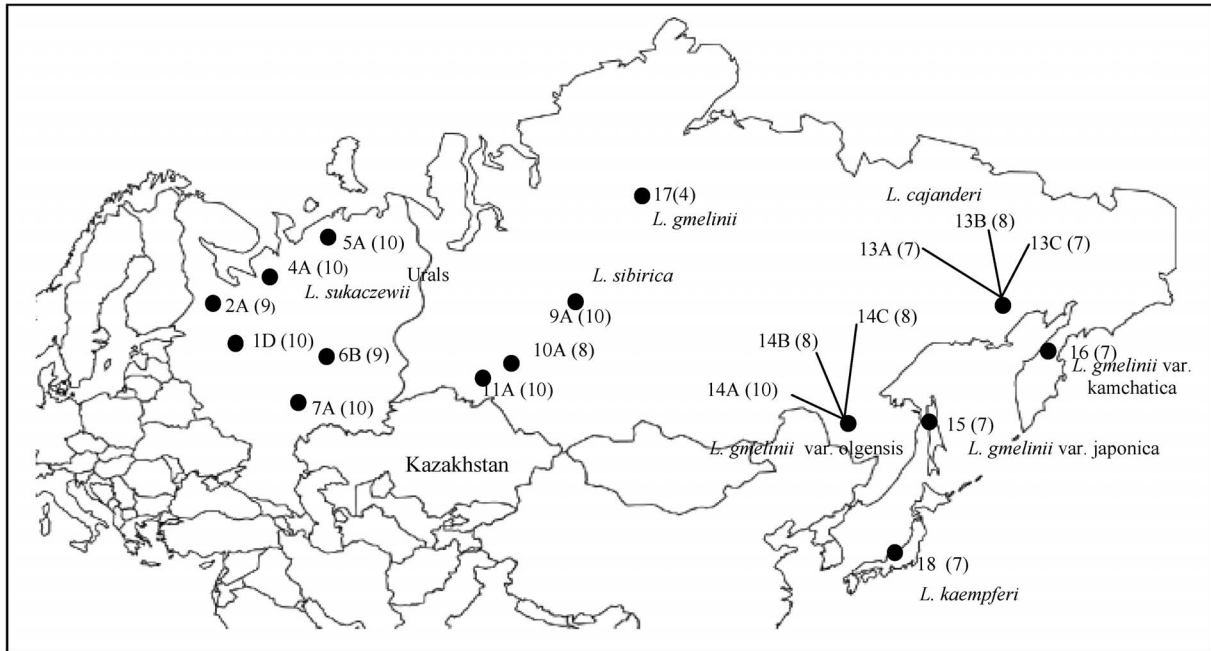 17(4)
L. gmelinii
L. cajanderi
13B (8)
13C (7)
13A (7)
5A (10)
4A (10)
Urals
L. sukaczewii
2A (9)
1D (10)
6B (9)
7A (10)
L. sibirica
9A (10)
10A (8)
11A (10)
14C (8)
14B (8)
14A (10)
L. gmelinii var. olgensis
16 (7)
L. gmelinii var.
kamchatica
15 (7)
L. gmelinii var. japonica
Kazakhstan
18 (7)
L. kaempferi